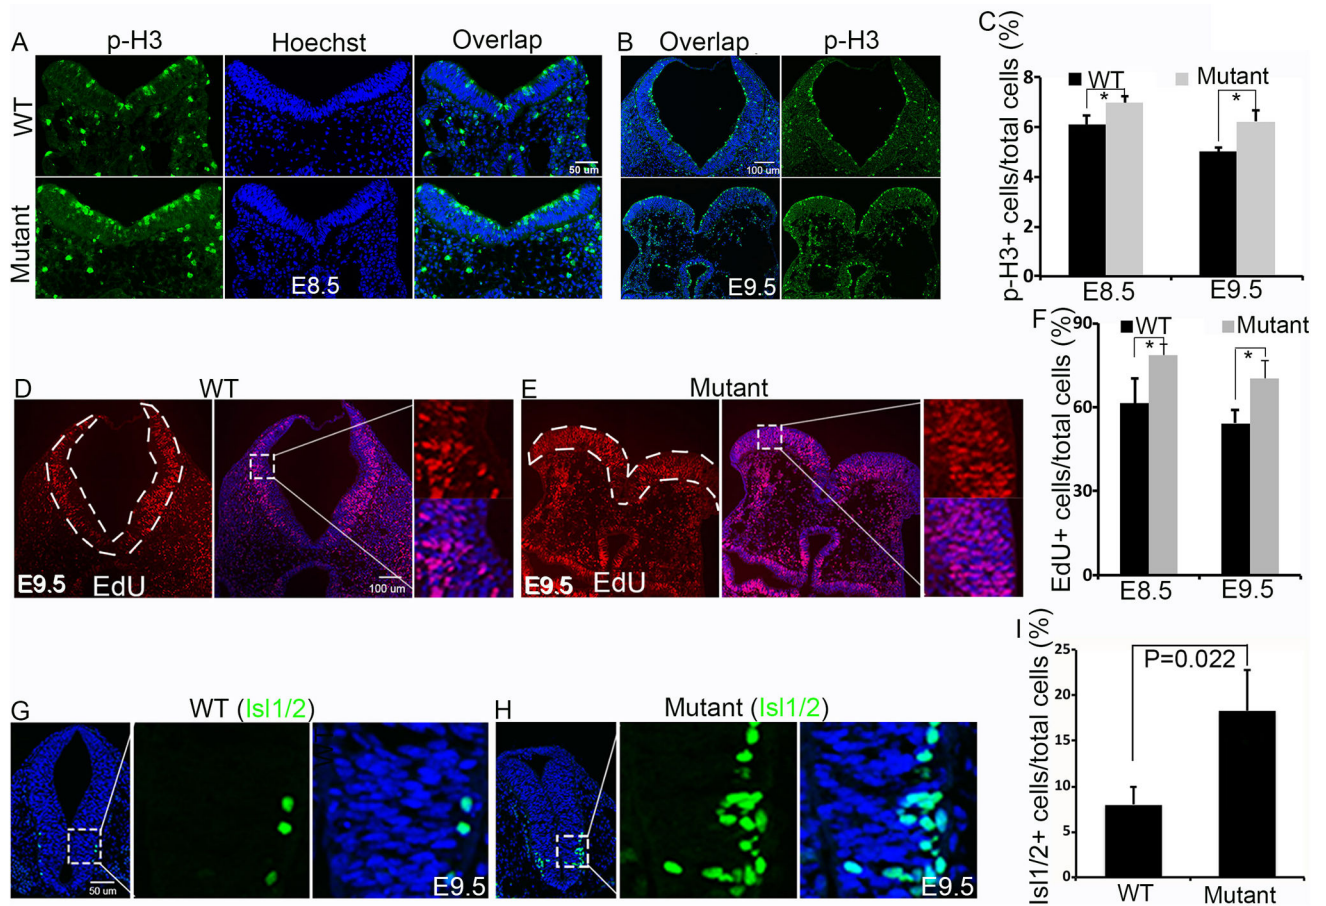 A
p-H3
Hoechst
Overlap
WT
Mutant
50 um
E8.5
B
Overlap
p-H3
100 um
E9.5
C
p-H3+ cells/total cells (%)
WT
Mutant
8
6
4
2
0
*
*
E8.5
E9.5
D
WT
E9.5
EdU
100 um
E
Mutant
E9.5
EdU
F
EdU+ cells/total cells (%)
WT
Mutant
90
60
30
0
*
*
E8.5
E9.5
G
WT (Isl1/2)
50 um
E9.5
H
Mutant (Isl1/2)
E9.5
I
Isl1/2+ cells/total cells (%)
25
20
15
10
5
0
P=0.022
WT
Mutant